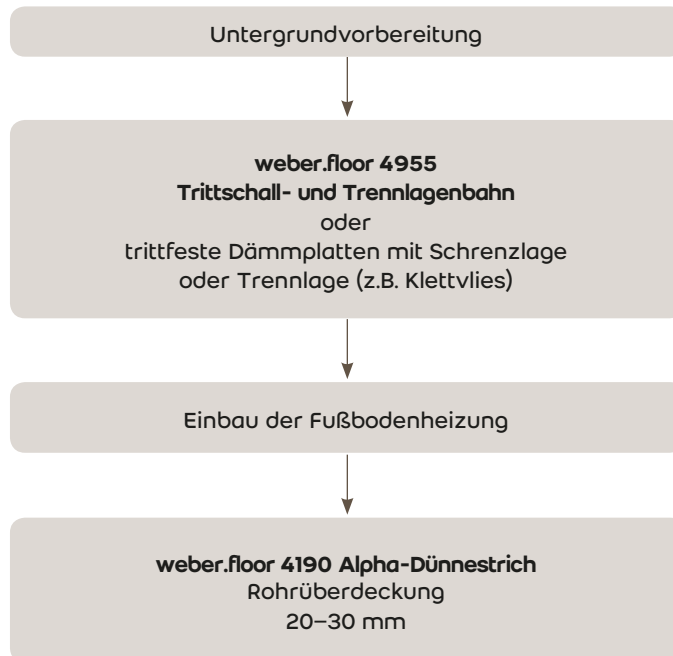 Untergrundvorbereitung
weber.floor 4955
Trittschall- und Trennlagenbahn
oder
trittfeste Dämmplatten mit Schrenzlage
oder Trennlage (z.B. Klettvlies)
Einbau der Fußbodenheizung
weber.floor 4190 Alpha-Dünnestrich
Rohrüberdeckung
20–30 mm